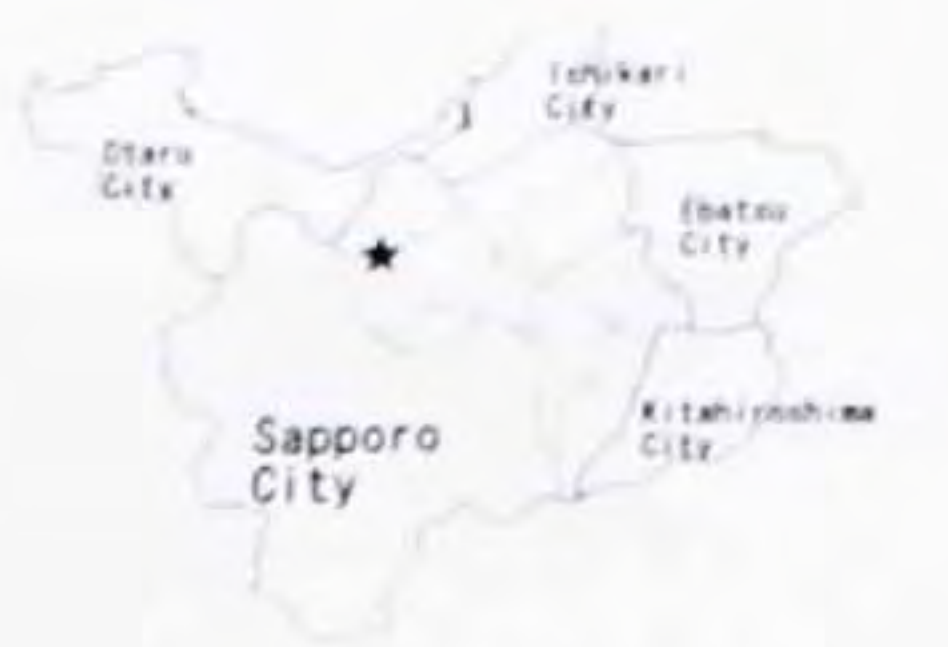 Ishikari
City
Otaru
City
Ebetsu
City
Kitahiroshima
City
Sapporo
City